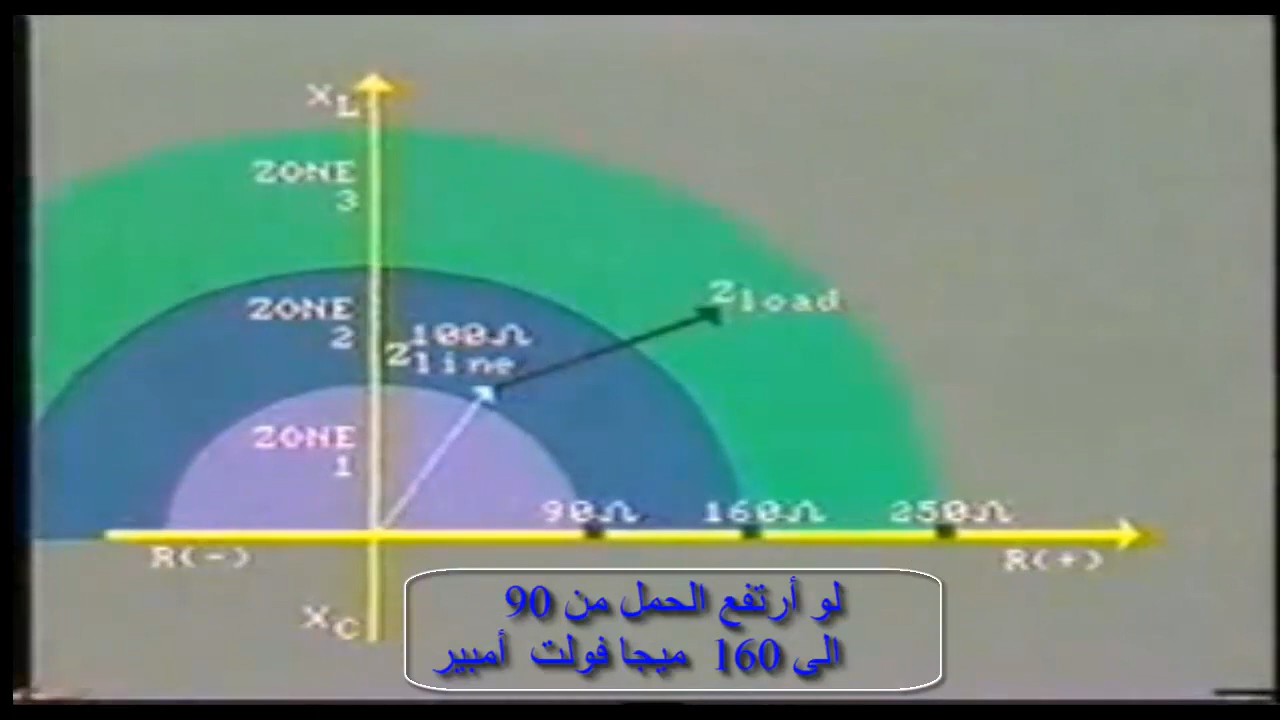 XL
ZONE
3
Zload
ZONE
2
100Ω
Zline
ZONE
1
90Ω
160Ω
250Ω
R(-)
R(+)
XC
لو أرتفع الحمل من 90
الى 160 ميجا فولت أمبير